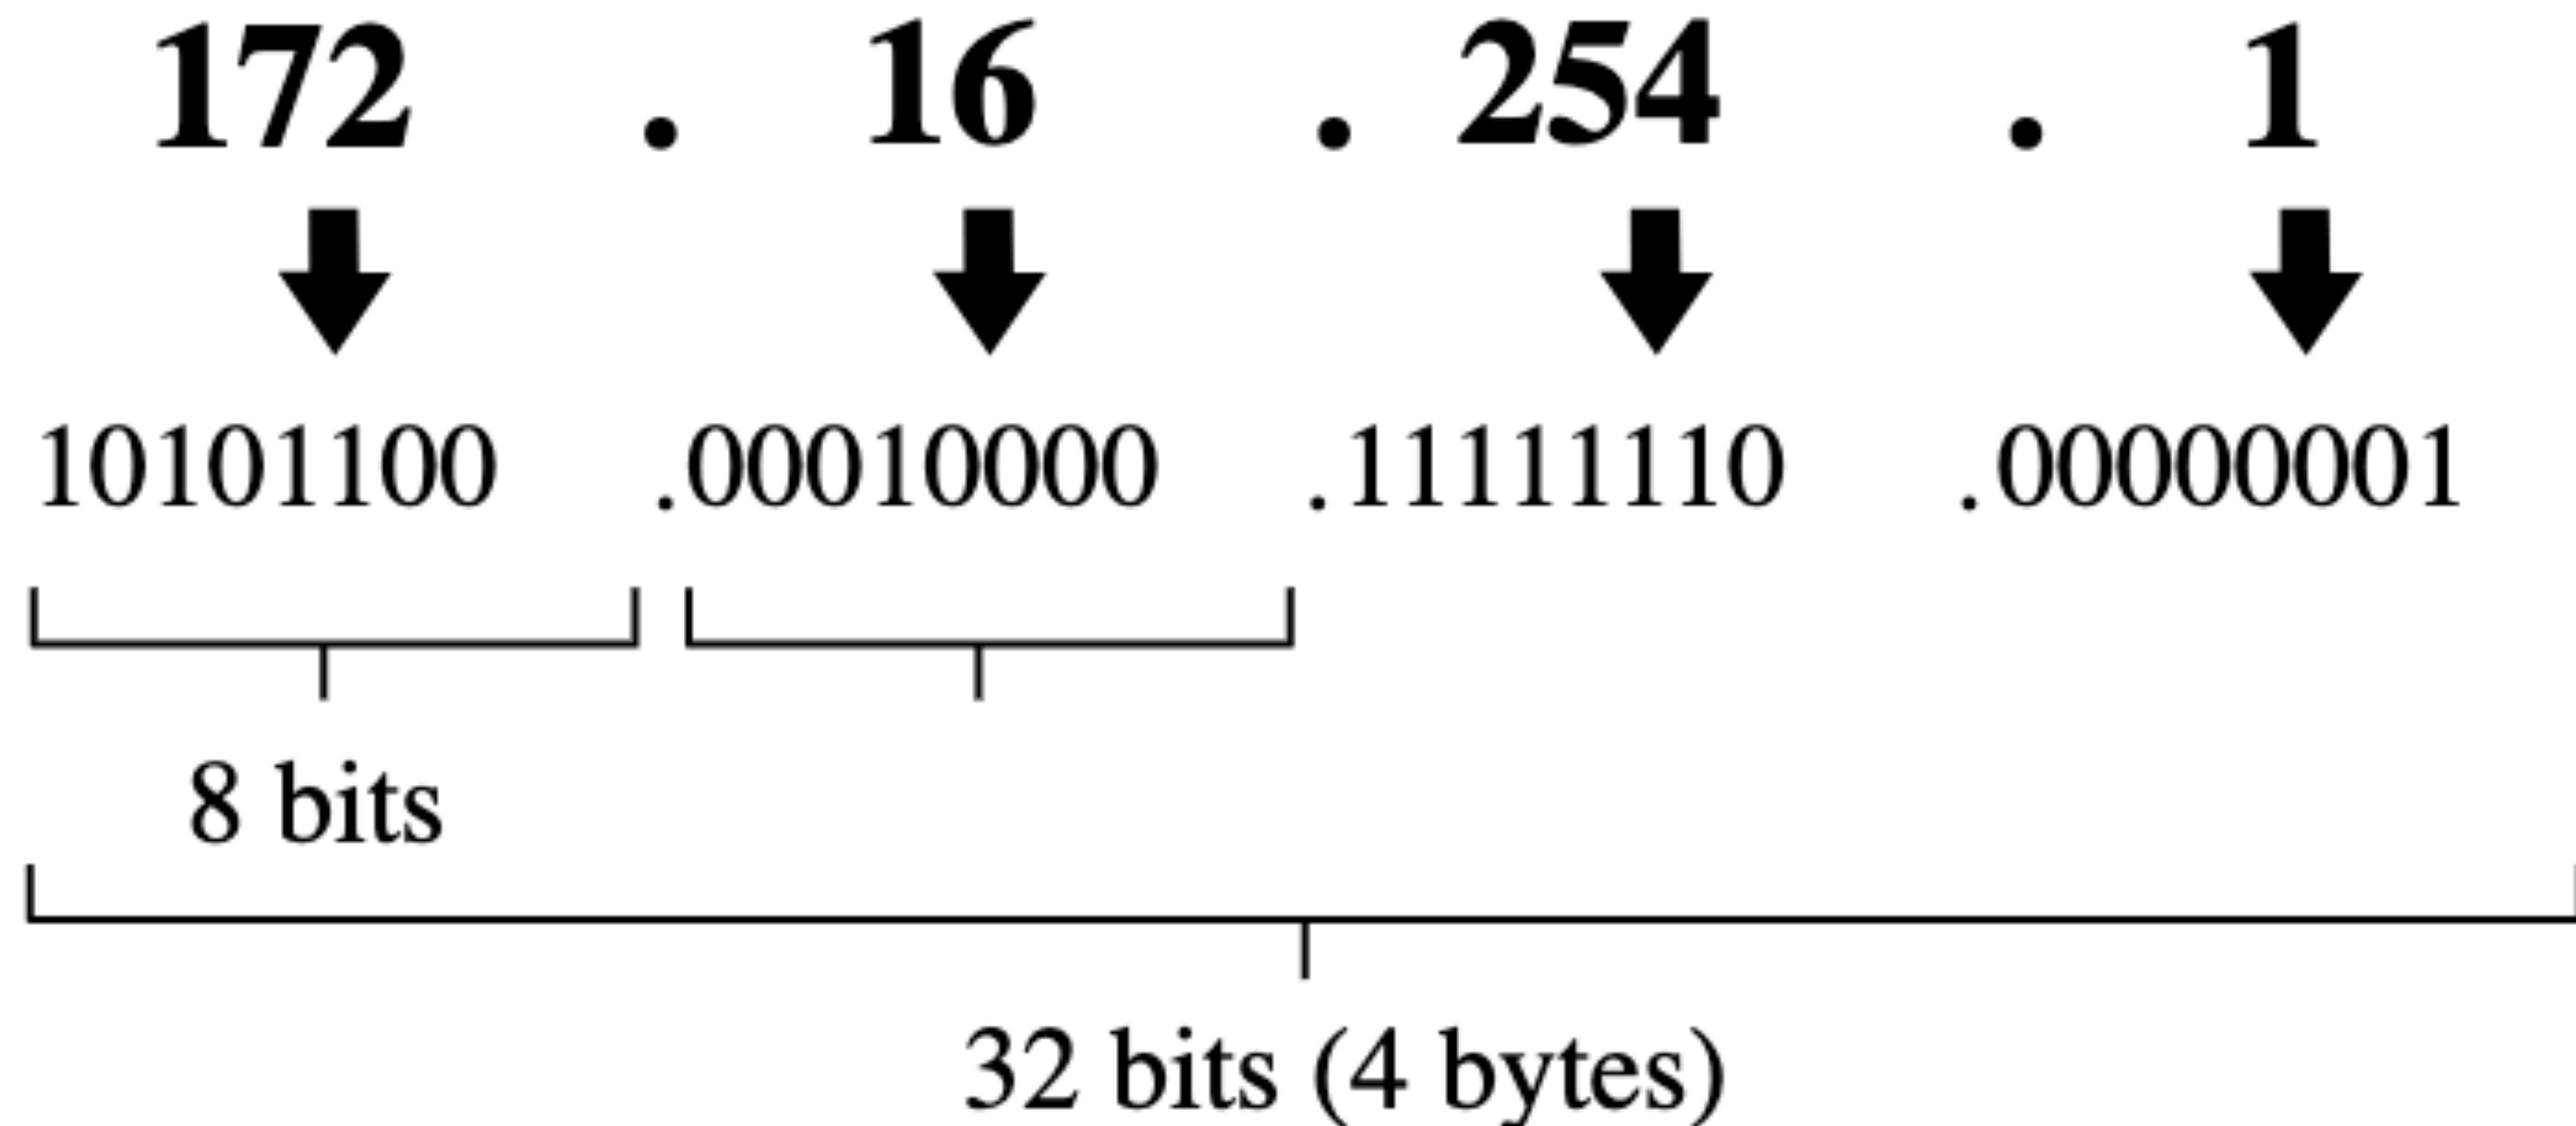 172 . 16 . 254 . 1
10101100 .00010000 .11111110 .00000001
8 bits
32 bits (4 bytes)